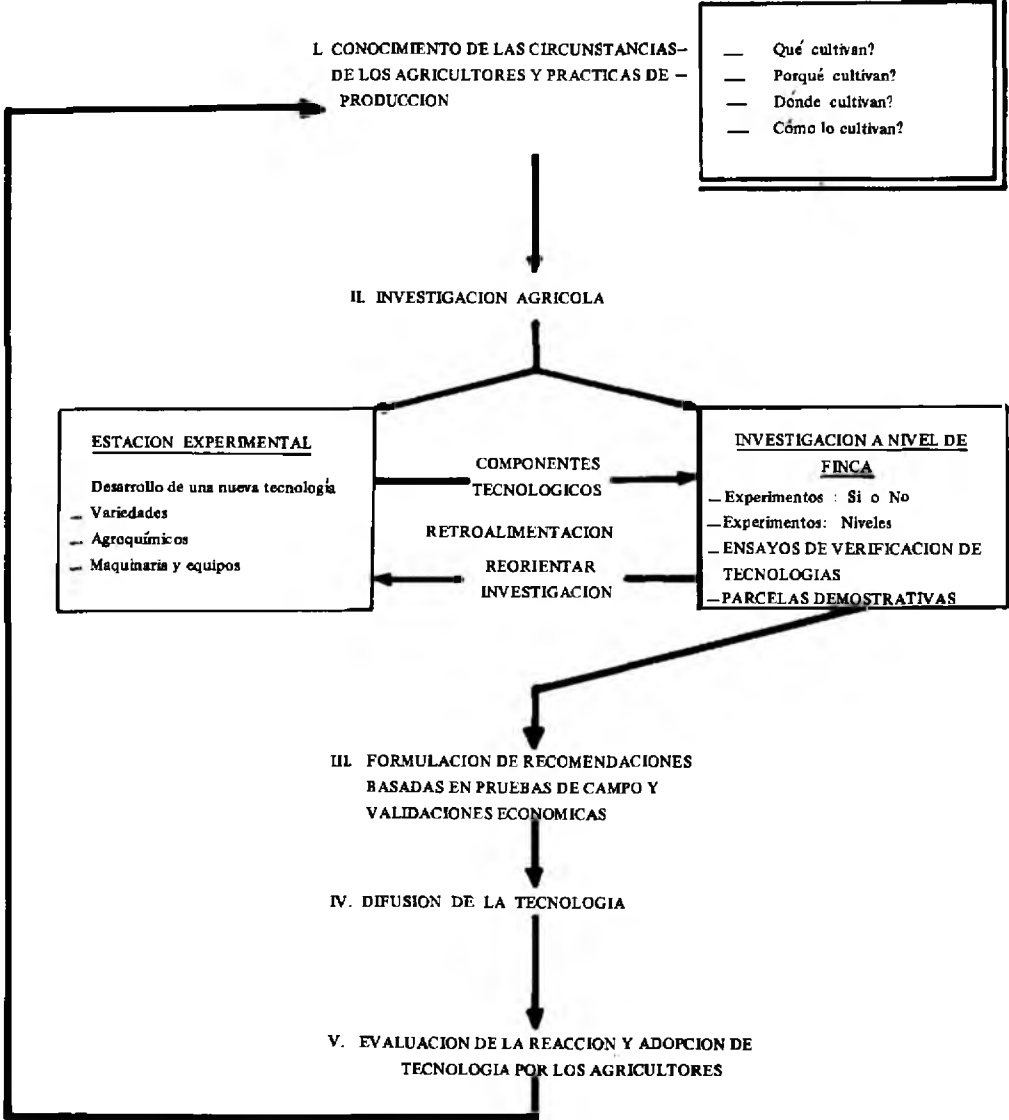 I. CONOCIMIENTO DE LAS CIRCUNSTANCIAS–
DE LOS AGRICULTORES Y PRACTICAS DE –
PRODUCCION
— Qué cultivan?
— Porqué cultivan?
— Dónde cultivan?
— Cómo lo cultivan?
II. INVESTIGACION AGRICOLA
ESTACION EXPERIMENTAL
Desarrollo de una nueva tecnología
– Variedades
– Agroquímicos
– Maquinaria y equipos
COMPONENTES
TECNOLOGICOS
RETROALIMENTACION
REORIENTAR
INVESTIGACION
INVESTIGACION A NIVEL DE
FINCA
– Experimentos : Si o No
– Experimentos: Niveles
– ENSAYOS DE VERIFICACION DE
TECNOLOGIAS
– PARCELAS DEMOSTRATIVAS
III. FORMULACION DE RECOMENDACIONES
BASADAS EN PRUEBAS DE CAMPO Y
VALIDACIONES ECONOMICAS
IV. DIFUSION DE LA TECNOLOGIA
V. EVALUACION DE LA REACCION Y ADOPCION DE
TECNOLOGIA POR LOS AGRICULTORES